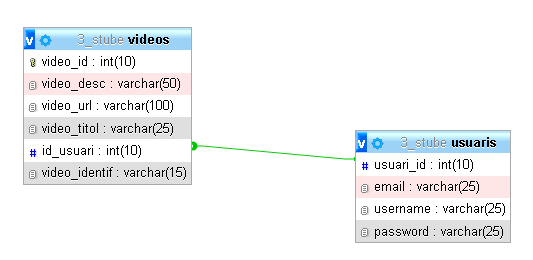 v 3_stube videos
video_id : int(10)
video_desc : varchar(50)
video_url : varchar(100)
video_titol : varchar(25)
# id_usuari : int(10)
video_identif : varchar(15)
v 3_stube usuaris
# usuari_id : int(10)
email : varchar(25)
username : varchar(25)
password : varchar(25)